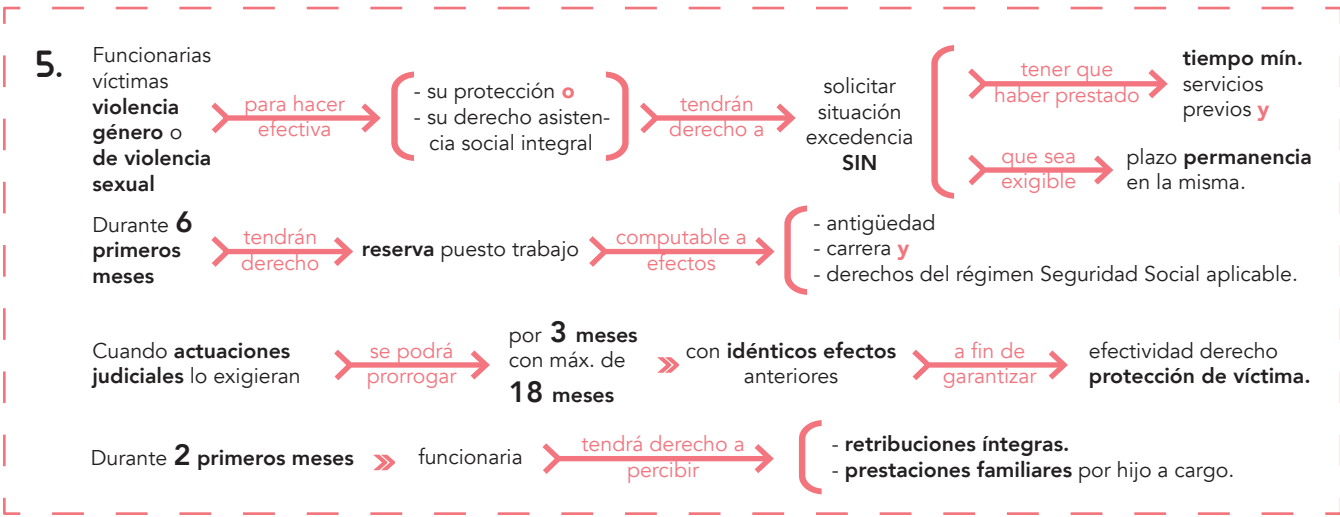 5.
Funcionarias
víctimas
violencia
género o
de violencia
sexual
para hacer
efectiva
- su protección o
- su derecho asisten-
cia social integral
tendrán
derecho a
solicitar
situación
excedencia
SIN
tener que
haber prestado
tiempo mín.
servicios
previos y
que sea
exigible
plazo permanencia
en la misma.
Durante 6
primeros
meses
tendrán
derecho
reserva puesto trabajo
computable a
efectos
- antigüedad
- carrera y
- derechos del régimen Seguridad Social aplicable.
Cuando actuaciones
judiciales lo exigieran
se podrá
prorrogar
por 3 meses
con máx. de
18 meses
con idénticos efectos
anteriores
a fin de
garantizar
efectividad derecho
protección de víctima.
Durante 2 primeros meses
funcionaria
tendrá derecho a
percibir
- retribuciones íntegras.
- prestaciones familiares por hijo a cargo.